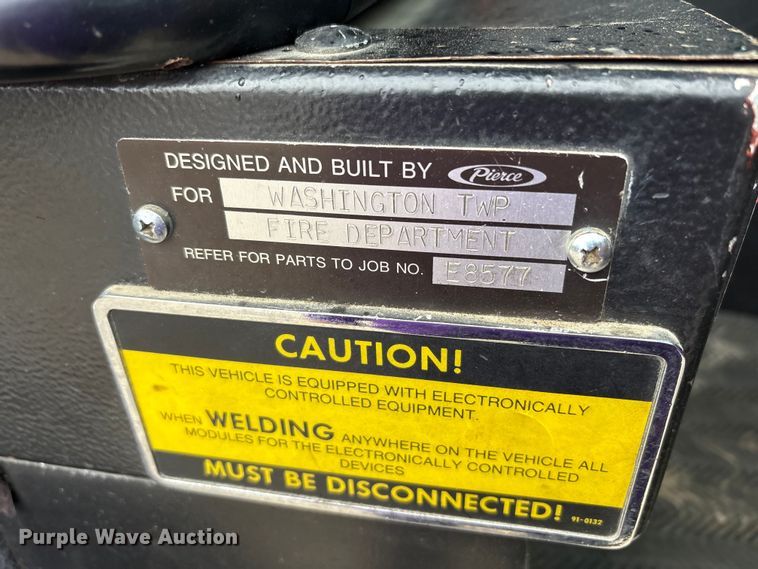 DESIGNED AND BUILT BY Pierce
FOR WASHINGTON TWP
FIRE DEPARTMENT
REFER FOR PARTS TO JOB NO. E8577
CAUTION!
THIS VEHICLE IS EQUIPPED WITH ELECTRONICALLY
CONTROLLED EQUIPMENT.
WHEN WELDING ANYWHERE ON THE VEHICLE ALL
MODULES FOR THE ELECTRONICALLY CONTROLLED
DEVICES
MUST BE DISCONNECTED!
91-0132
Purple Wave Auction